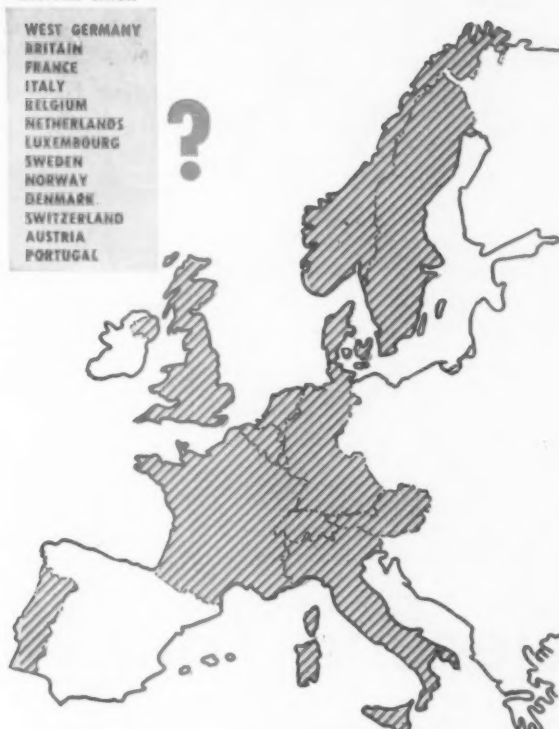 WEST GERMANY
BRITAIN
FRANCE
ITALY
BELGIUM
NETHERLANDS
LUXEMBOURG
SWEDEN
NORWAY
DENMARK
SWITZERLAND
AUSTRIA
PORTUGAL
?